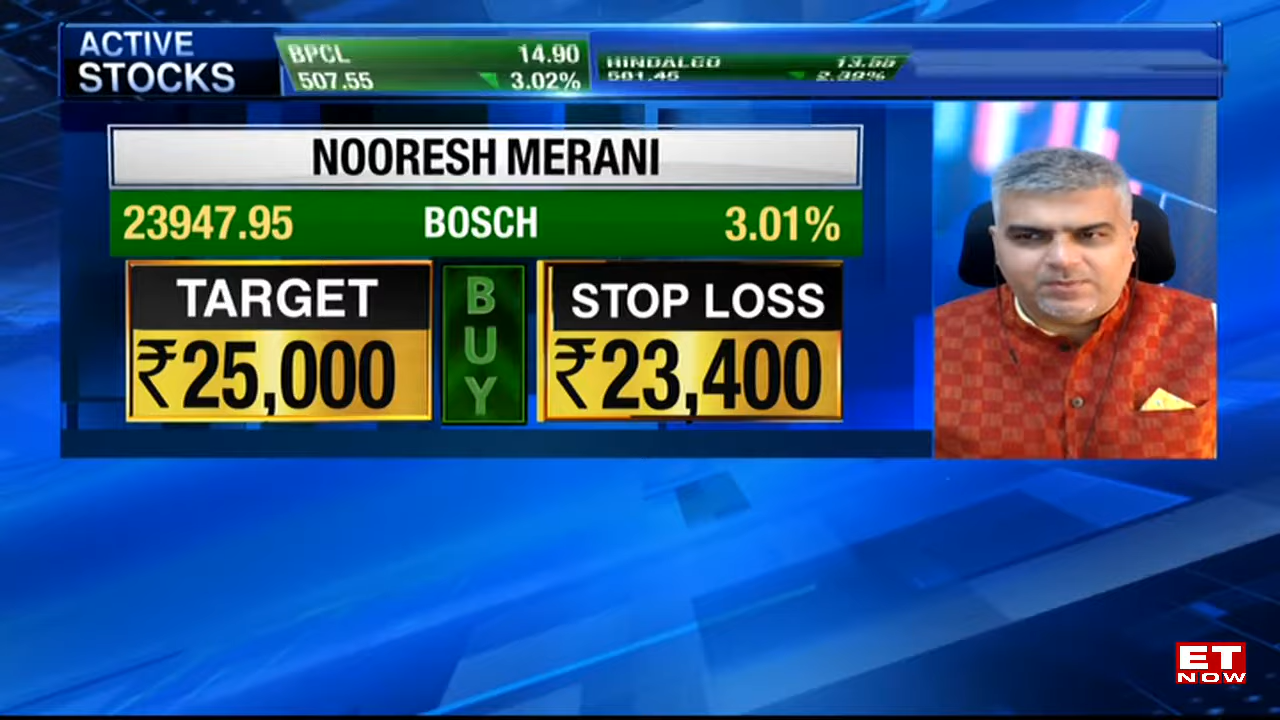 ACTIVE
STOCKS
BPCL 14.90
507.55 3.02%
HINDALCO
NOORESH MERANI
23947.95 BOSCH 3.01%
TARGET
₹25,000
BUY
STOP LOSS
₹23,400
ET
NOW